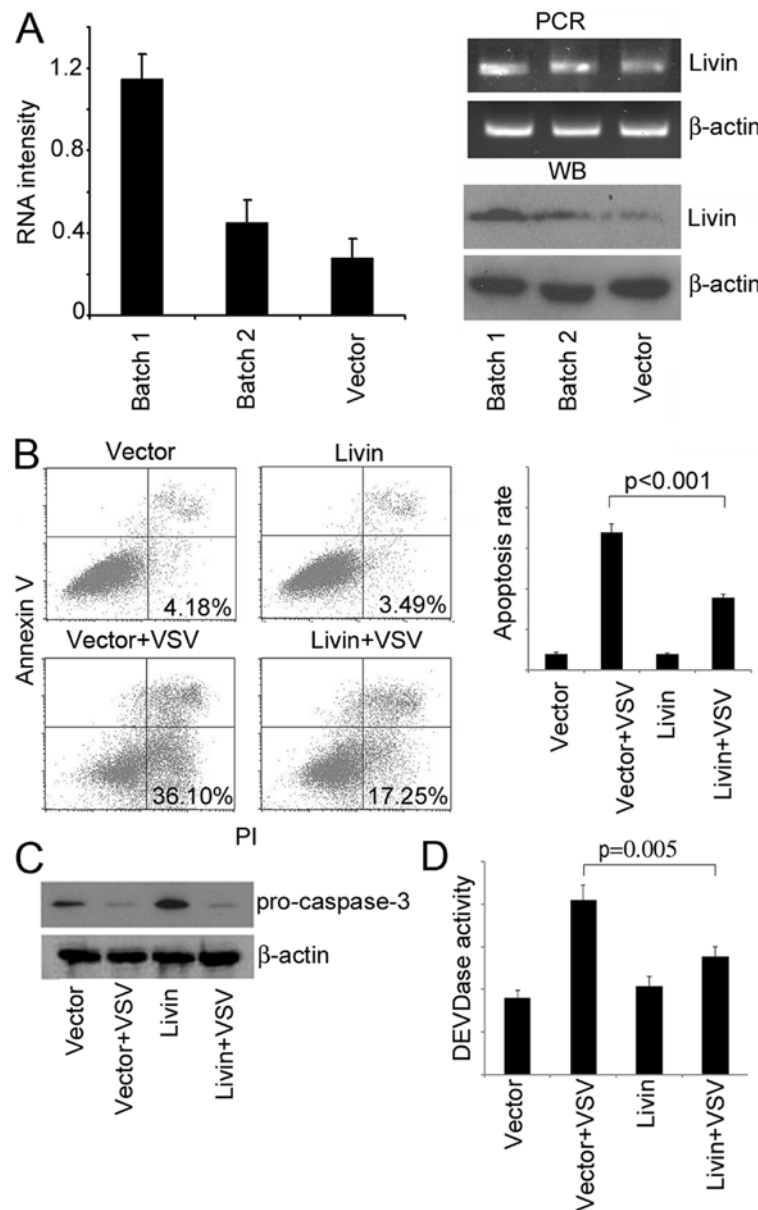 A
RNA intensity
1.2
0.8
0.4
0
Batch 1
Batch 2
Vector
PCR
Livin
β-actin
WB
Livin
β-actin
Batch 1
Batch 2
Vector
B
Annexin V
Vector
4.18%
Livin
3.49%
Vector+VSV
36.10%
Livin+VSV
17.25%
PI
Apoptosis rate
p<0.001
Vector
Vector+VSV
Livin
Livin+VSV
C
pro-caspase-3
β-actin
Vector
Vector+VSV
Livin
Livin+VSV
D
DEVDase activity
p=0.005
Vector
Vector+VSV
Livin
Livin+VSV